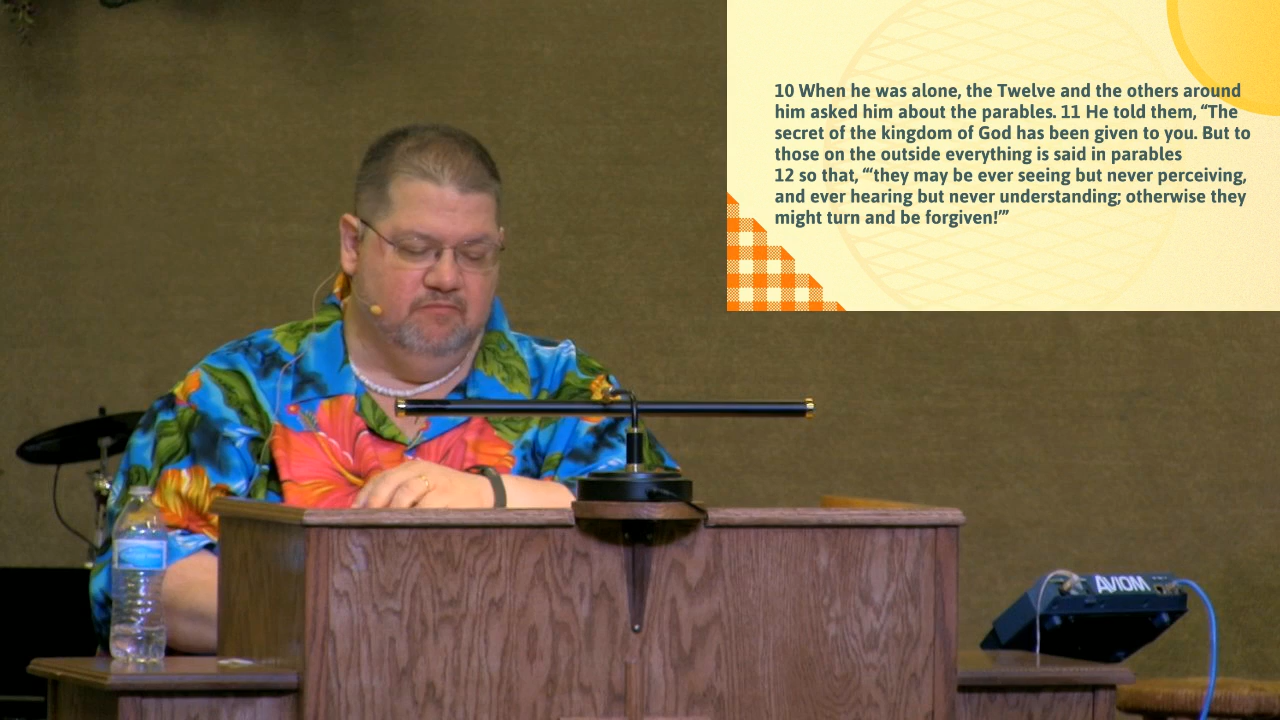 10 When he was alone, the Twelve and the others around
him asked him about the parables. 11 He told them, “The
secret of the kingdom of God has been given to you. But to
those on the outside everything is said in parables
12 so that, “‘they may be ever seeing but never perceiving,
and ever hearing but never understanding; otherwise they
might turn and be forgiven!’”
AVIOM